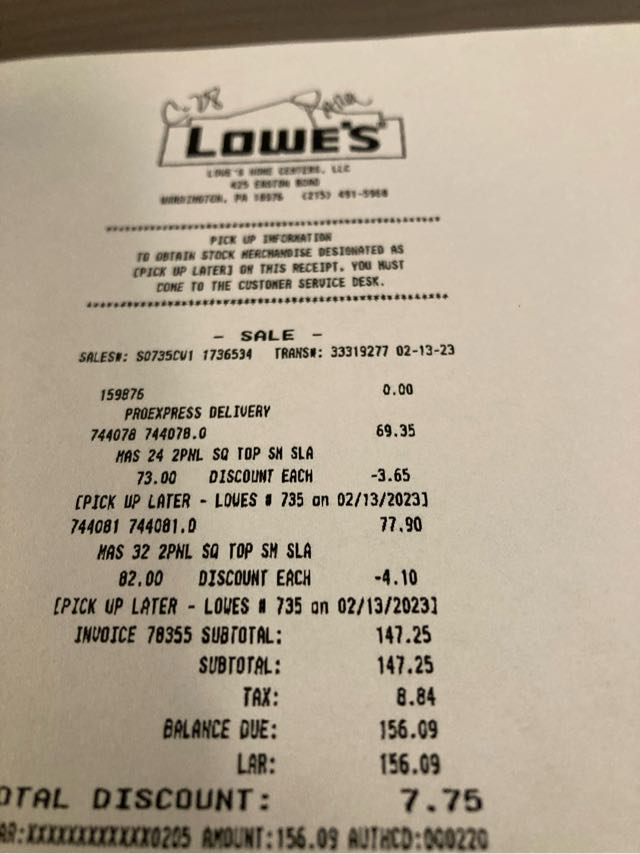 C-78 Para
LOWE'S
LOWE'S HOME CENTERS, LLC
425 EASTON ROAD
WARRINGTON, PA 18976 (215) 491-5968
****************************************
PICK UP INFORMATION
TO OBTAIN STOCK MERCHANDISE DESIGNATED AS
[PICK UP LATER] ON THIS RECEIPT, YOU MUST
COME TO THE CUSTOMER SERVICE DESK.
****************************************
- SALE -
SALES#: S0735CW1 1736534 TRANS#: 33319277 02-13-23
159876 0.00
PROEXPRESS DELIVERY
744078 744078.0 69.35
MAS 24 2PNL SQ TOP SM SLA
73.00 DISCOUNT EACH -3.65
[PICK UP LATER - LOWES # 735 on 02/13/2023]
744081 744081.0 77.90
MAS 32 2PNL SQ TOP SM SLA
82.00 DISCOUNT EACH -4.10
[PICK UP LATER - LOWES # 735 on 02/13/2023]
INVOICE 78355 SUBTOTAL: 147.25
SUBTOTAL: 147.25
TAX: 8.84
BALANCE DUE: 156.09
LAR: 156.09
OTAL DISCOUNT: 7.75
AR:XXXXXXXXXXXX0205 AMOUNT:156.09 AUTHCD:000220